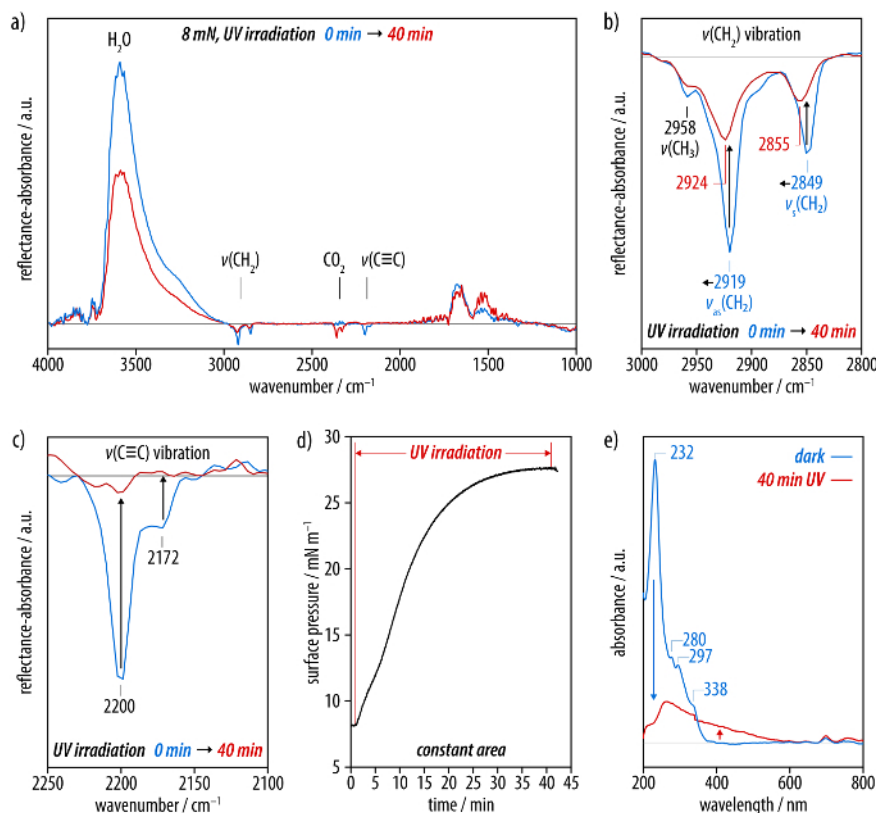 a)
8 mN, UV irradiation 0 min → 40 min
H₂O
ν(CH₂)
CO₂
ν(C≡C)
reflectance-absorbance / a.u.
4000 3500 3000 2500 2000 1500 1000
wavenumber / cm⁻¹
b)
ν(CH₂) vibration
2958
ν(CH₃)
2924
2855
2849
νₛ(CH₂)
2919
νₐₛ(CH₂)
UV irradiation 0 min → 40 min
reflectance-absorbance / a.u.
3000 2950 2900 2850 2800
wavenumber / cm⁻¹
c)
ν(C≡C) vibration
2172
2200
UV irradiation 0 min → 40 min
reflectance-absorbance / a.u.
2250 2200 2150 2100
wavenumber / cm⁻¹
d)
30
25
20
15
10
5
surface pressure / mN m⁻¹
UV irradiation
constant area
0 5 10 15 20 25 30 35 40 45
time / min
e)
232
dark
40 min UV
280
297
338
absorbance / a.u.
200 400 600 800
wavelength / nm